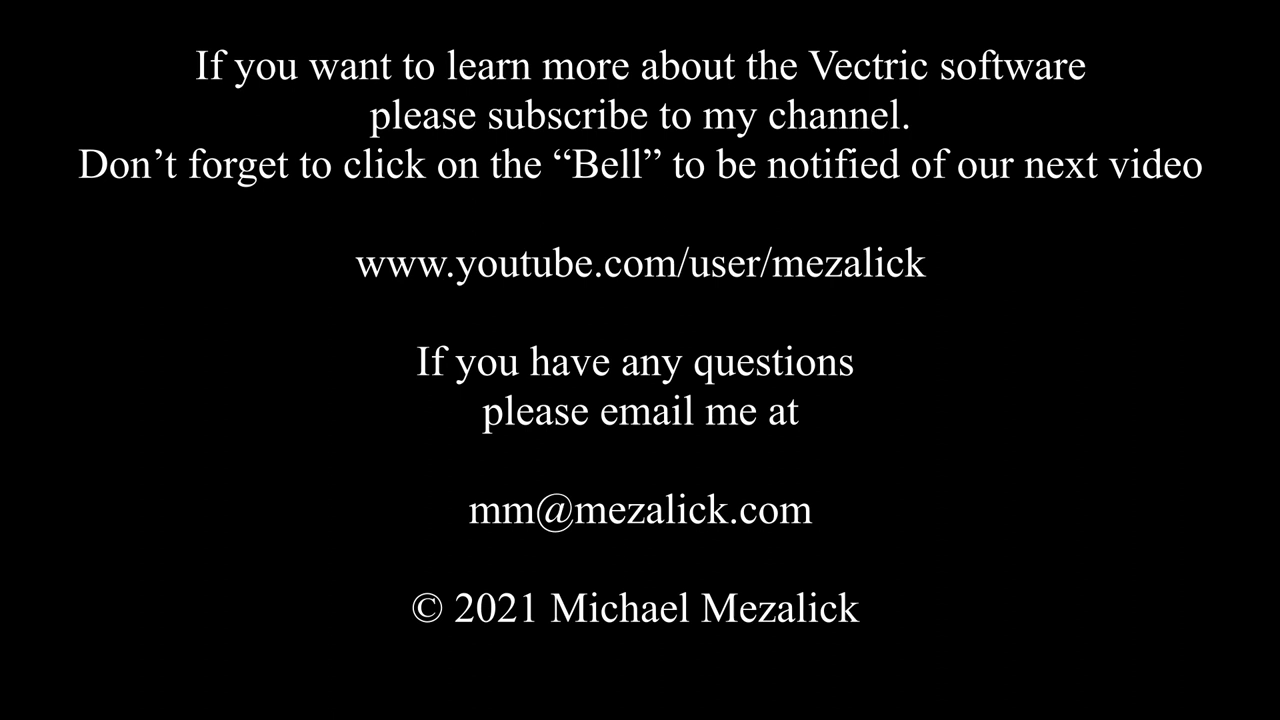 If you want to learn more about the Vectric software
please subscribe to my channel.
Don’t forget to click on the “Bell” to be notified of our next video
www.youtube.com/user/mezalick
If you have any questions
please email me at
mm@mezalick.com
© 2021 Michael Mezalick